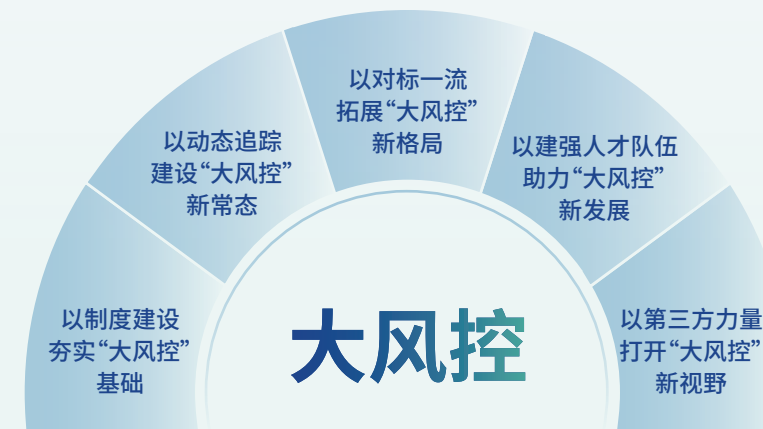 以对标一流
拓展“大风控”
新格局
以动态追踪
建设“大风控”
新常态
以建强人才队伍
助力“大风控”
新发展
以制度建设
夯实“大风控”
基础
以第三方力量
打开“大风控”
新视野
大风控